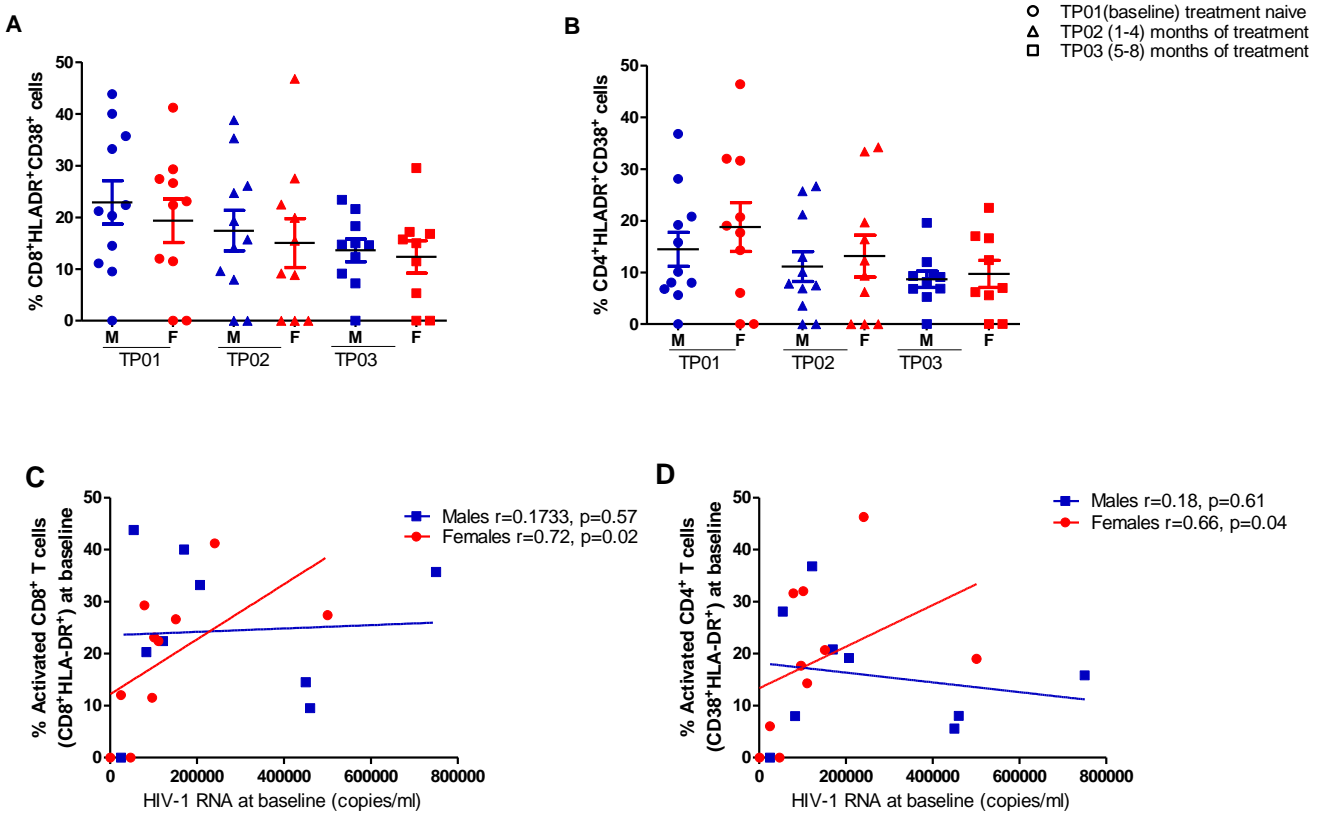 TP01(baseline) treatment naive
TP02 (1-4) months of treatment
TP03 (5-8) months of treatment
A
% CD8⁺HLADR⁺CD38⁺ cells
50
40
30
20
10
0
M F M F M F
TP01 TP02 TP03
B
% CD4⁺HLADR⁺CD38⁺ cells
50
40
30
20
10
0
M F M F M F
TP01 TP02 TP03
C
% Activated CD8⁺ T cells
(CD8⁺HLA-DR⁺) at baseline
50
40
30
20
10
0
0 200000 400000 600000 800000
HIV-1 RNA at baseline (copies/ml)
Males r=0.1733, p=0.57
Females r=0.72, p=0.02
D
% Activated CD4⁺ T cells
(CD38⁺HLA-DR⁺) at baseline
50
40
30
20
10
0
0 200000 400000 600000 800000
HIV-1 RNA at baseline (copies/ml)
Males r=0.18, p=0.61
Females r=0.66, p=0.04